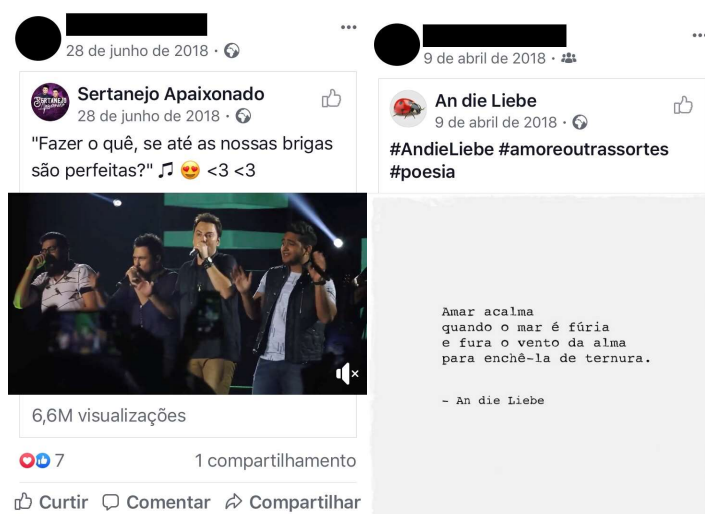 28 de junho de 2018
SERTANEJO
Apaixonado
Sertanejo Apaixonado
28 de junho de 2018
"Fazer o quê, se até as nossas brigas
são perfeitas?" 🎵 😍 <3 <3
6,6M visualizações
7
1 compartilhamento
Curtir
Comentar
Compartilhar
9 de abril de 2018
An die Liebe
9 de abril de 2018
#AndieLiebe #amoreoutrassortes
#poesia
Amar acalma
quando o mar é fúria
e fura o vento da alma
para enchê-la de ternura.
- An die Liebe